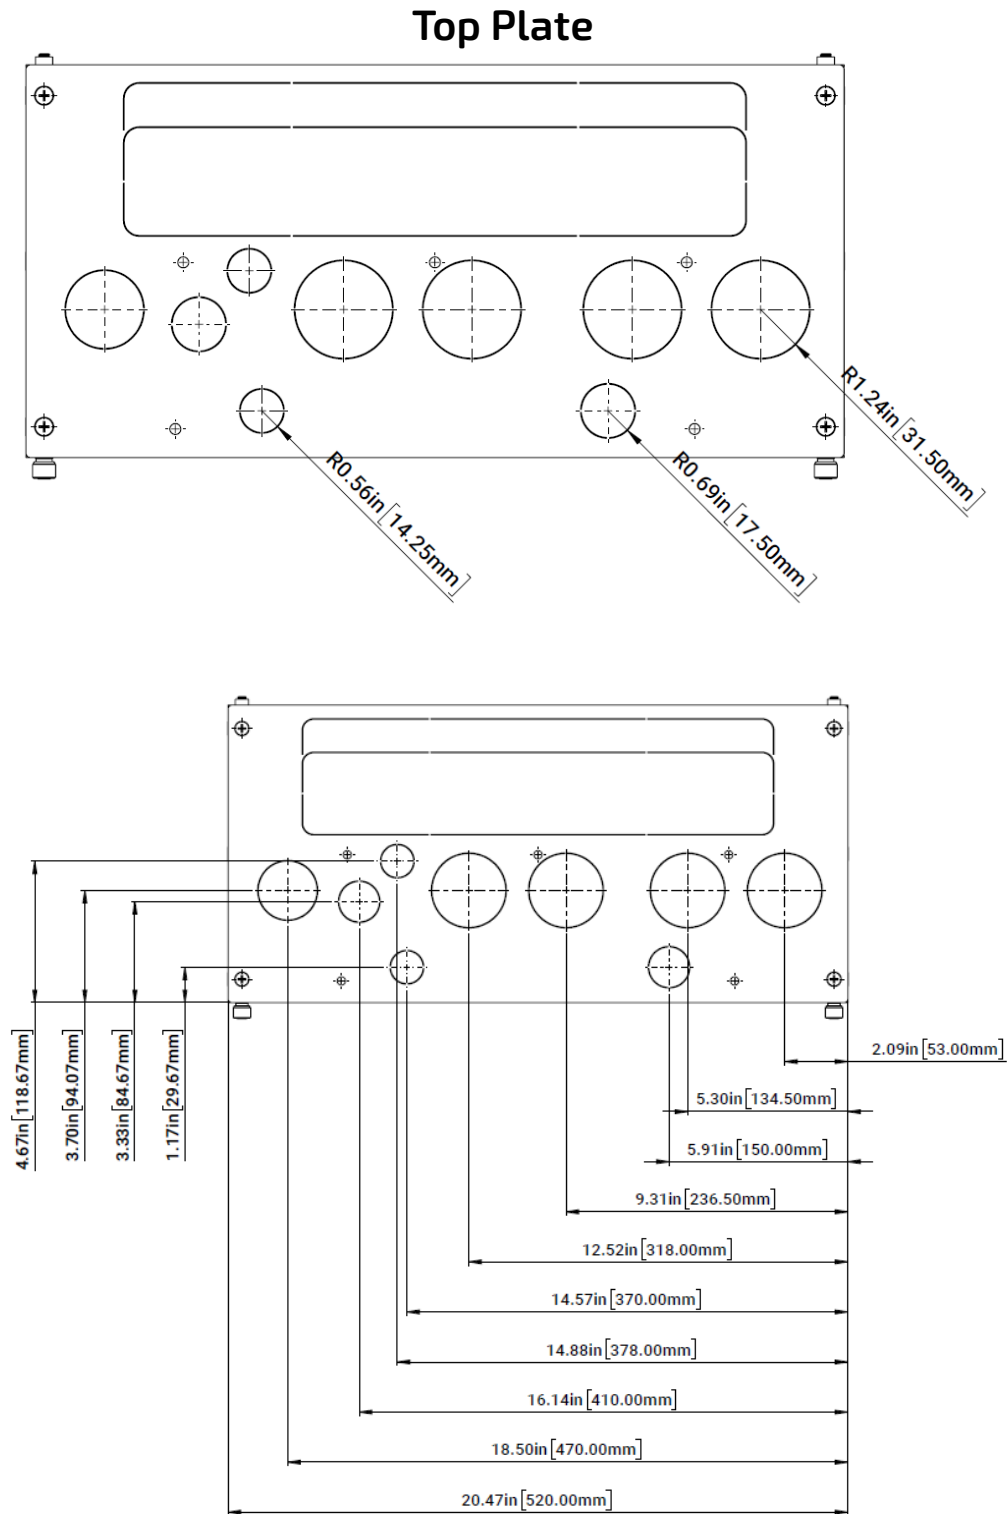 Top Plate
R1.24in[31.50mm]
R0.56in[14.25mm]
R0.69in[17.50mm]
4.67in[118.67mm]
3.70in[94.07mm]
3.33in[84.67mm]
1.17in[29.67mm]
2.09in[53.00mm]
5.30in[134.50mm]
5.91in[150.00mm]
9.31in[236.50mm]
12.52in[318.00mm]
14.57in[370.00mm]
14.88in[378.00mm]
16.14in[410.00mm]
18.50in[470.00mm]
20.47in[520.00mm]